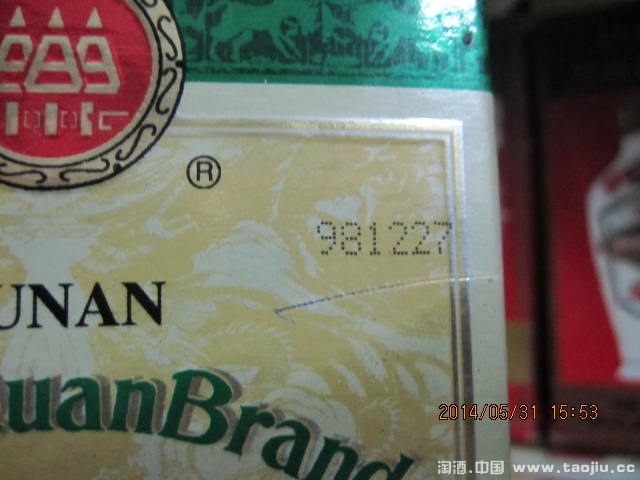 ®
981227
UNAN
uanBrand
2014/05/31 15:53
淘酒.中国 www.taojiu.cc